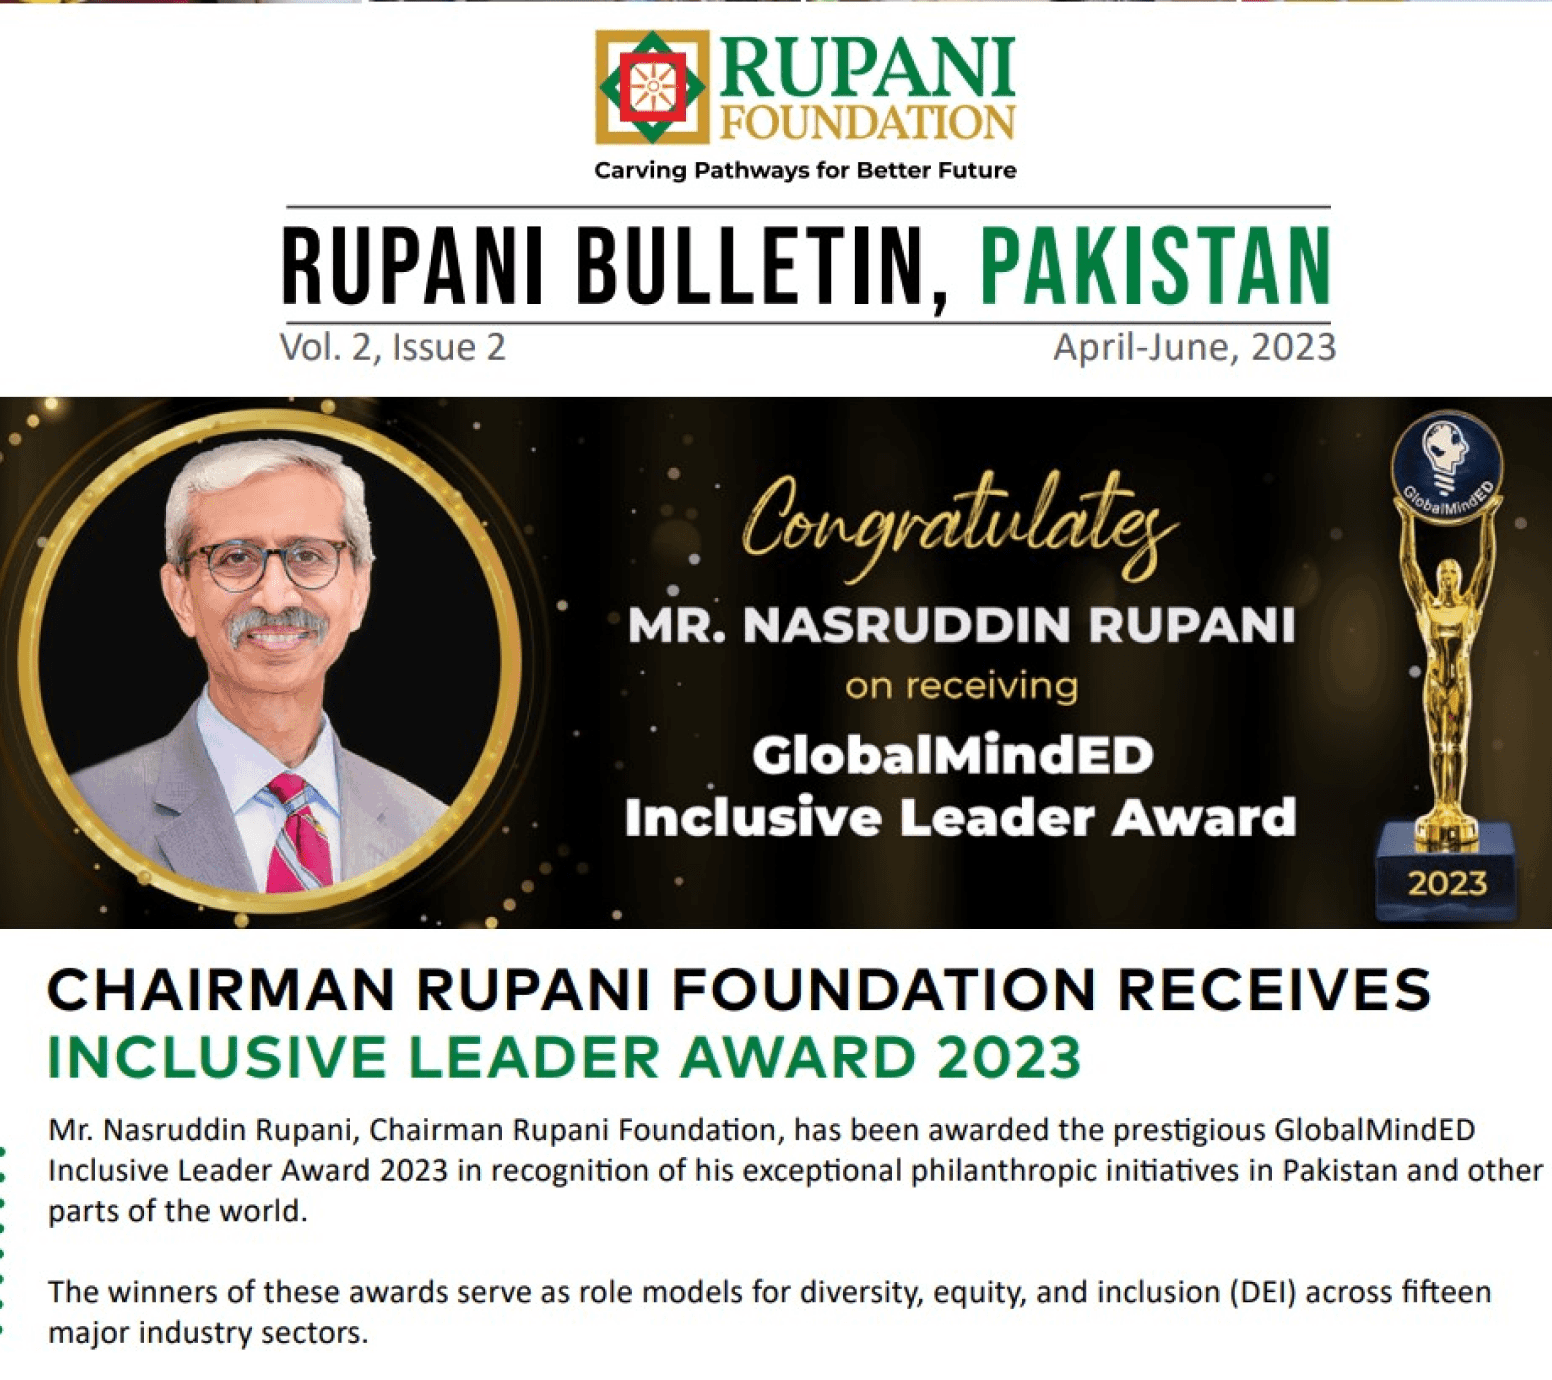 RUPANI
FOUNDATION
Carving Pathways for Better Future
RUPANI BULLETIN, PAKISTAN
Vol. 2, Issue 2
April-June, 2023
Congratulates
MR. NASRUDDIN RUPANI
on receiving
GlobalMindED
Inclusive Leader Award
GlobalMindED
2023
CHAIRMAN RUPANI FOUNDATION RECEIVES
INCLUSIVE LEADER AWARD 2023
Mr. Nasruddin Rupani, Chairman Rupani Foundation, has been awarded the prestigious GlobalMindED
Inclusive Leader Award 2023 in recognition of his exceptional philanthropic initiatives in Pakistan and other
parts of the world.
The winners of these awards serve as role models for diversity, equity, and inclusion (DEI) across fifteen
major industry sectors.